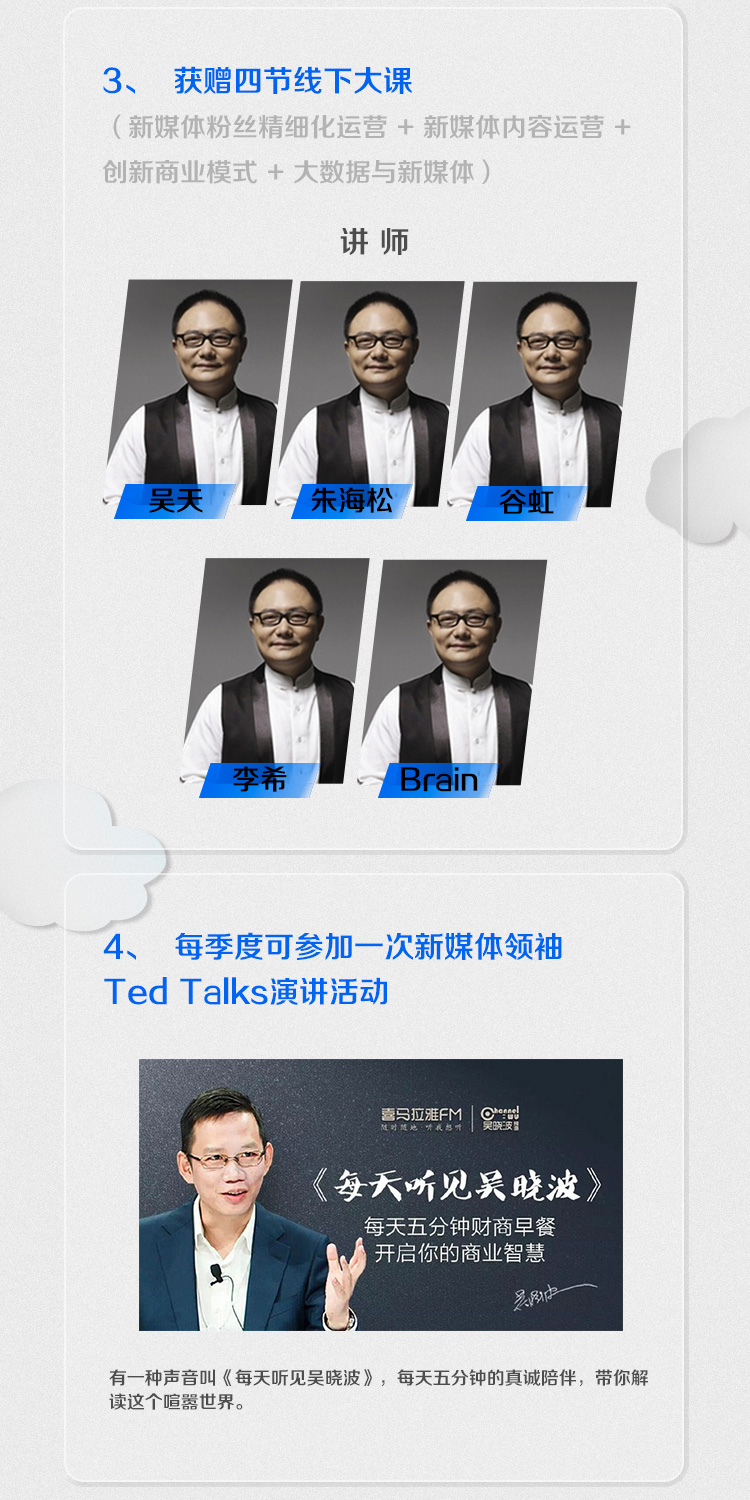 3、 获赠四节线下大课
（新媒体粉丝精细化运营 + 新媒体内容运营 +
创新商业模式 + 大数据与新媒体）
讲 师
吴天
朱海松
谷虹
李希
Brain
4、 每季度可参加一次新媒体领袖
Ted Talks演讲活动
喜马拉雅FM
随时随地·听我想听
Channel
:WU
吴晓波频道
《每天听见吴晓波》
每天五分钟财商早餐
开启你的商业智慧
吴晓波
有一种声音叫《每天听见吴晓波》，每天五分钟的真诚陪伴，带你解
读这个喧嚣世界。